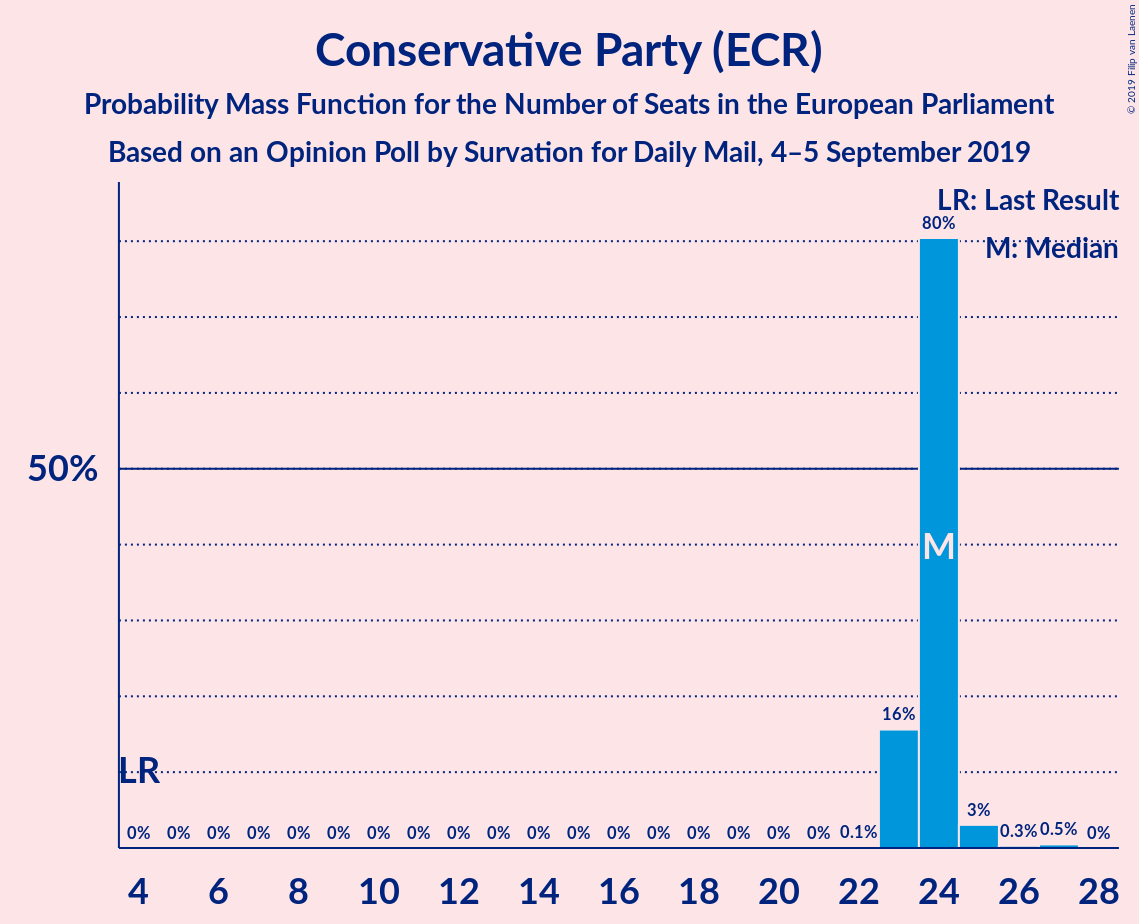 Conservative Party (ECR)
Probability Mass Function for the Number of Seats in the European Parliament
Based on an Opinion Poll by Survation for Daily Mail, 4–5 September 2019
© 2019 Filip van Laenen
LR: Last Result
M: Median
80%
50%
M
16%
LR
3%
0% 0% 0% 0% 0% 0% 0% 0% 0% 0% 0% 0% 0% 0% 0% 0% 0% 0% 0.1% 0.3% 0.5% 0%
4 6 8 10 12 14 16 18 20 22 24 26 28